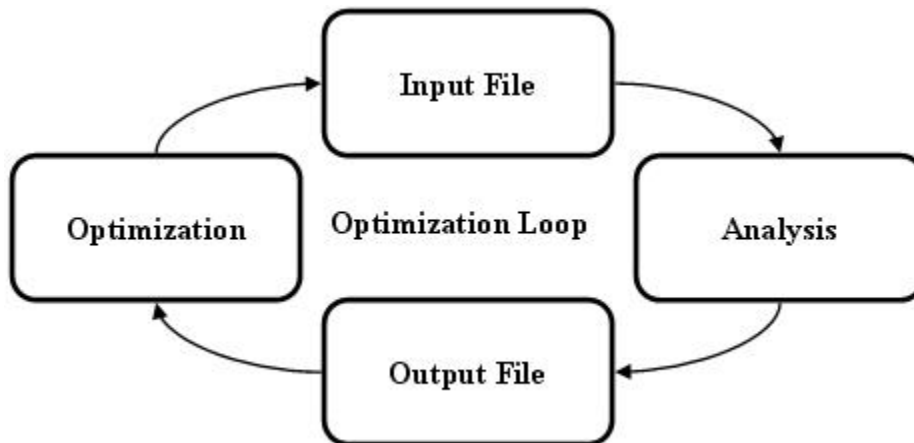 Input File
Optimization
Optimization Loop
Analysis
Output File